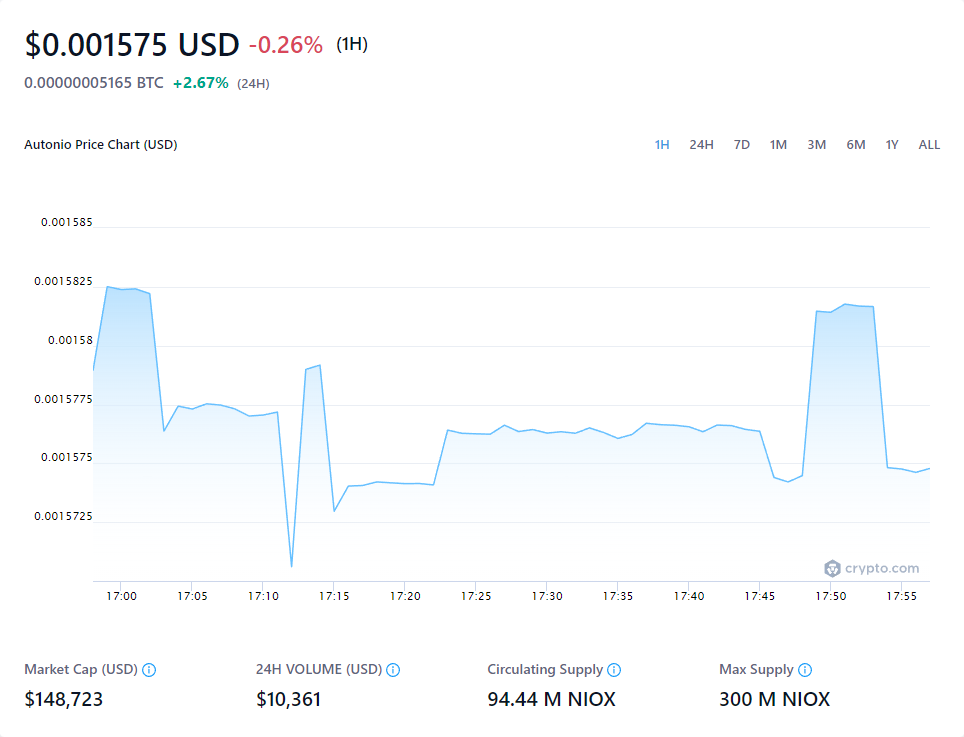 $0.001575 USD -0.26% (1H)
0.00000005165 BTC +2.67% (24H)
Autonio Price Chart (USD) 1H 24H 7D 1M 3M 6M 1Y ALL
0.001585
0.0015825
0.00158
0.0015775
0.001575
0.0015725
crypto.com
17:00 17:05 17:10 17:15 17:20 17:25 17:30 17:35 17:40 17:45 17:50 17:55
Market Cap (USD) 24H VOLUME (USD) Circulating Supply Max Supply
$148,723 $10,361 94.44 M NIOX 300 M NIOX